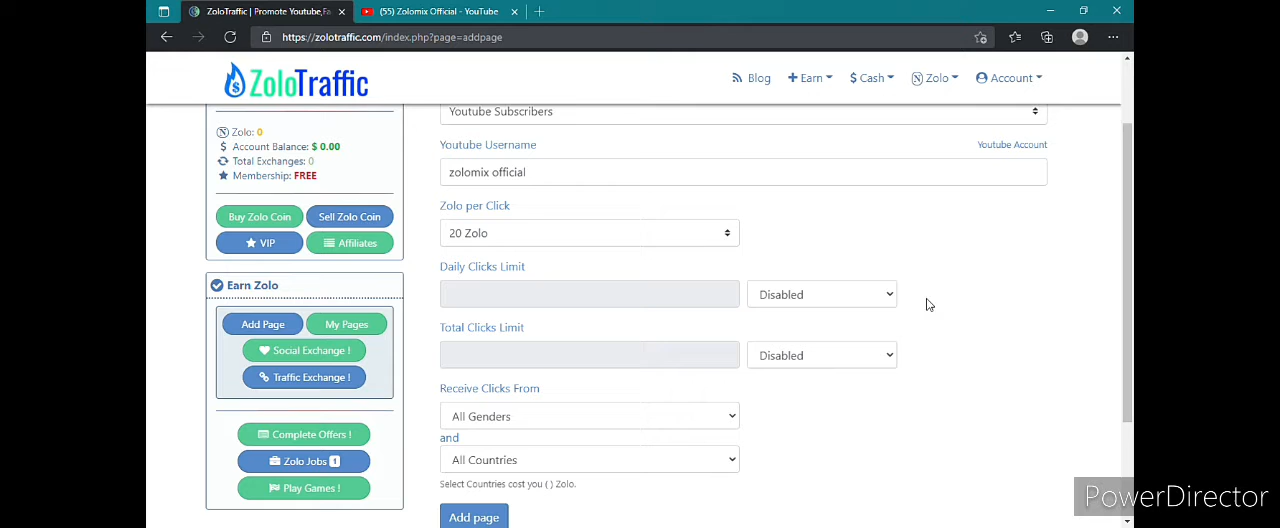 ZoloTraffic | Promote Youtube,Fa
(55) Zolomix Official - YouTube
https://zolotraffic.com/index.php?page=addpage
ZoloTraffic
Blog
Earn
$ Cash
Zolo
Account
Zolo: 0
$ Account Balance: $ 0.00
Total Exchanges: 0
Membership: FREE
Buy Zolo Coin
Sell Zolo Coin
VIP
Affiliates
Earn Zolo
Add Page
My Pages
Social Exchange !
Traffic Exchange !
Complete Offers !
Zolo Jobs 1
Play Games !
Youtube Subscribers
Youtube Username
Youtube Account
zolomix official
Zolo per Click
20 Zolo
Daily Clicks Limit
Disabled
Total Clicks Limit
Disabled
Receive Clicks From
All Genders
and
All Countries
Select Countries cost you ( ) Zolo.
Add page
PowerDirector